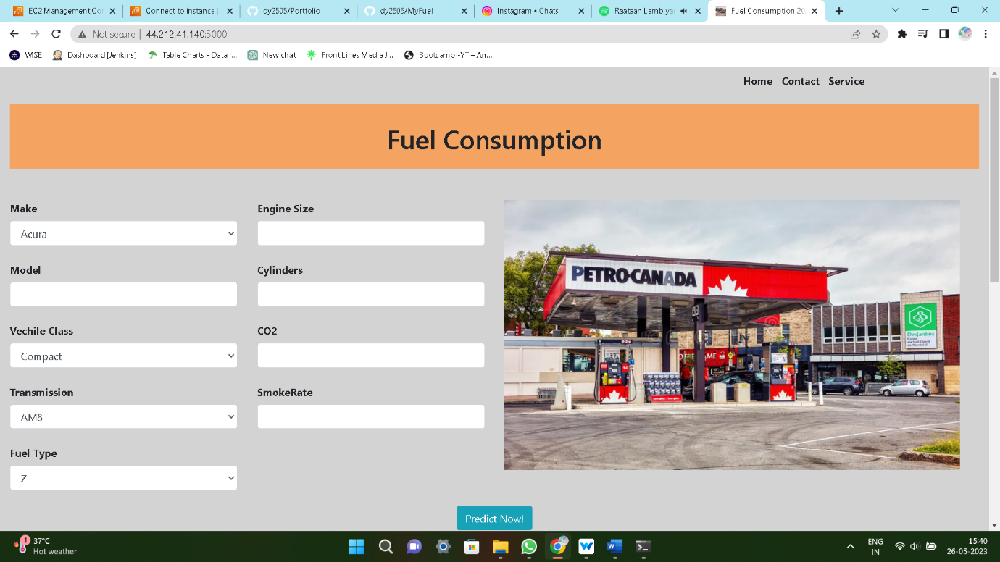 EC2 Management Con
Connect to instance |
dy2505/Portfolio
dy2505/MyFuel
Instagram • Chats
Raataan Lambiyan
Fuel Consumption 20
Not secure | 44.212.41.140:5000
WISE
Dashboard [Jenkins]
Table Charts - Data I...
New chat
Front Lines Media J...
Bootcamp -YT – An...
Home Contact Service
Fuel Consumption
Make
Acura
Model
Vechile Class
Compact
Transmission
AM8
Fuel Type
Z
Engine Size
Cylinders
CO2
SmokeRate
PETRO-CANADA
Desjardins
Caisse
du Sud-Ouest
de Montréal
Predict Now!
1
37°C
Hot weather
ENG
IN
15:40
26-05-2023